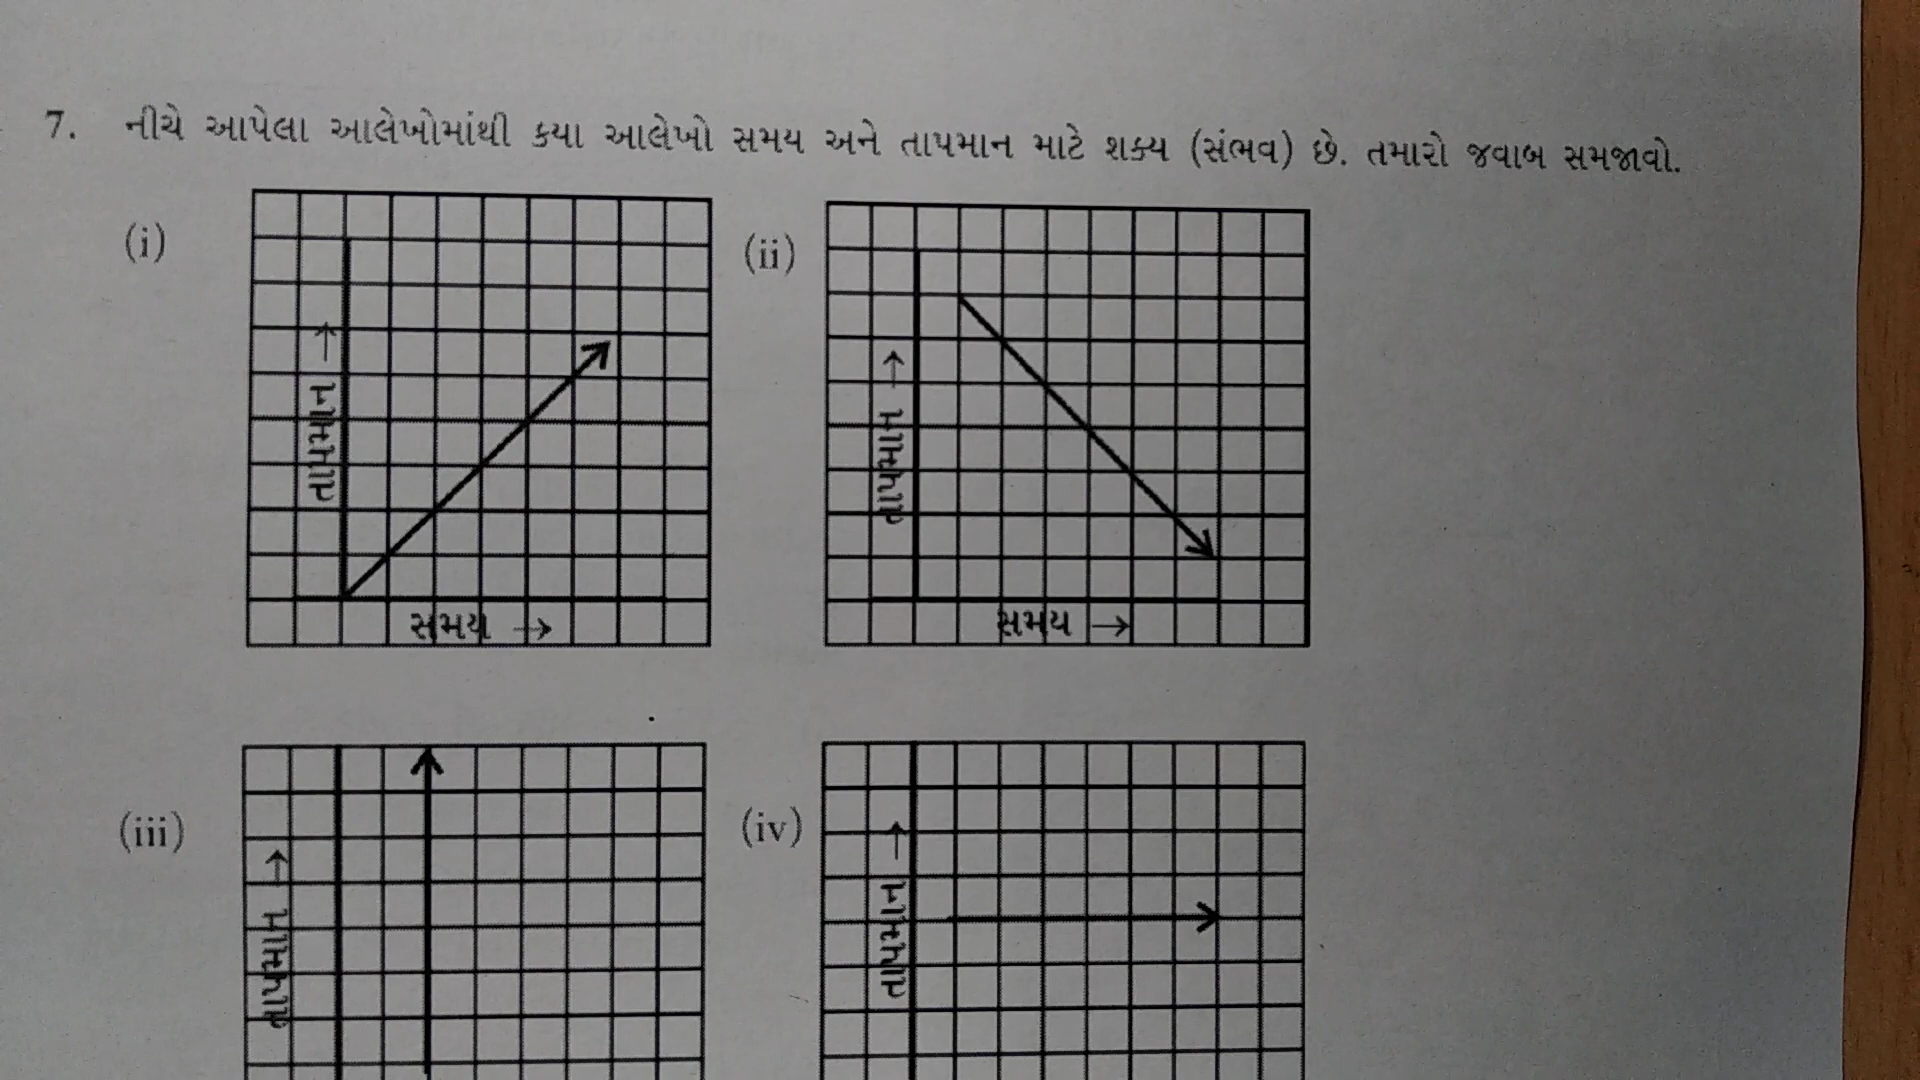 7. નીચે આપેલા આલેખોમાંથી કયા આલેખો સમય અને તાપમાન માટે શક્ય (સંભવ) છે. તમારો જવાબ સમજાવો.
(i)
તાપમાન →
સમય →
(ii)
તાપમાન →
સમય →
(iii)
તાપમાન →
(iv)
તાપમાન →